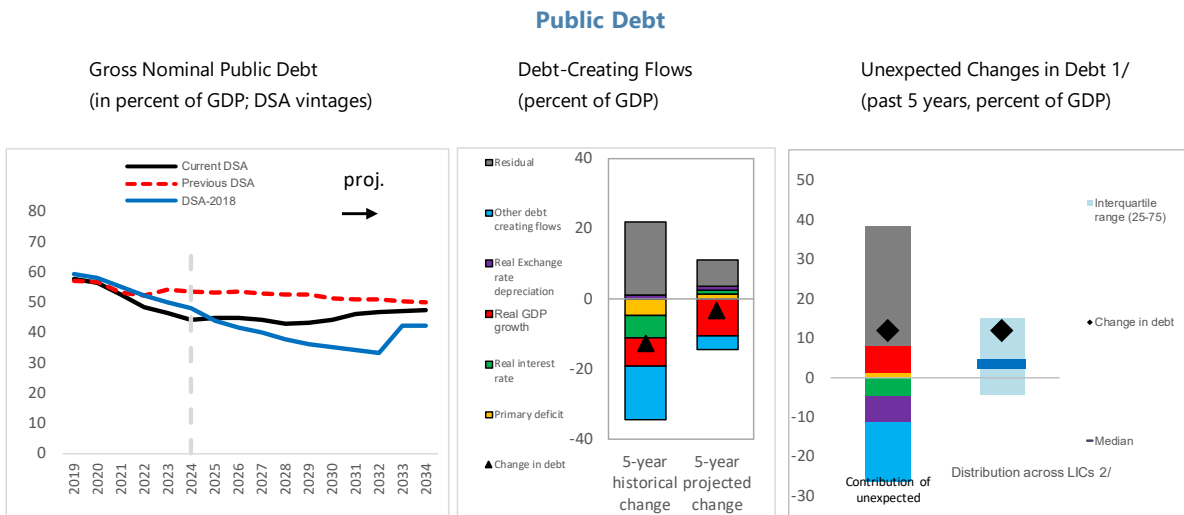 Public Debt
Gross Nominal Public Debt
(in percent of GDP; DSA vintages)
Current DSA
Previous DSA
DSA-2018
proj.
80
70
60
50
40
30
20
10
0
2019
2020
2021
2022
2023
2024
2025
2026
2027
2028
2029
2030
2031
2032
2033
2034
Debt-Creating Flows
(percent of GDP)
Residual
Other debt
creating flows
Real Exchange
rate
depreciation
Real GDP
growth
Real interest
rate
Primary deficit
Change in debt
40
20
0
-20
-40
5-year
historical
change
5-year
projected
change
Unexpected Changes in Debt 1/
(past 5 years, percent of GDP)
50
40
30
20
10
0
-10
-20
-30
Interquartile
range (25-75)
Change in debt
Median
Contribution of
unexpected
Distribution across LICs 2/